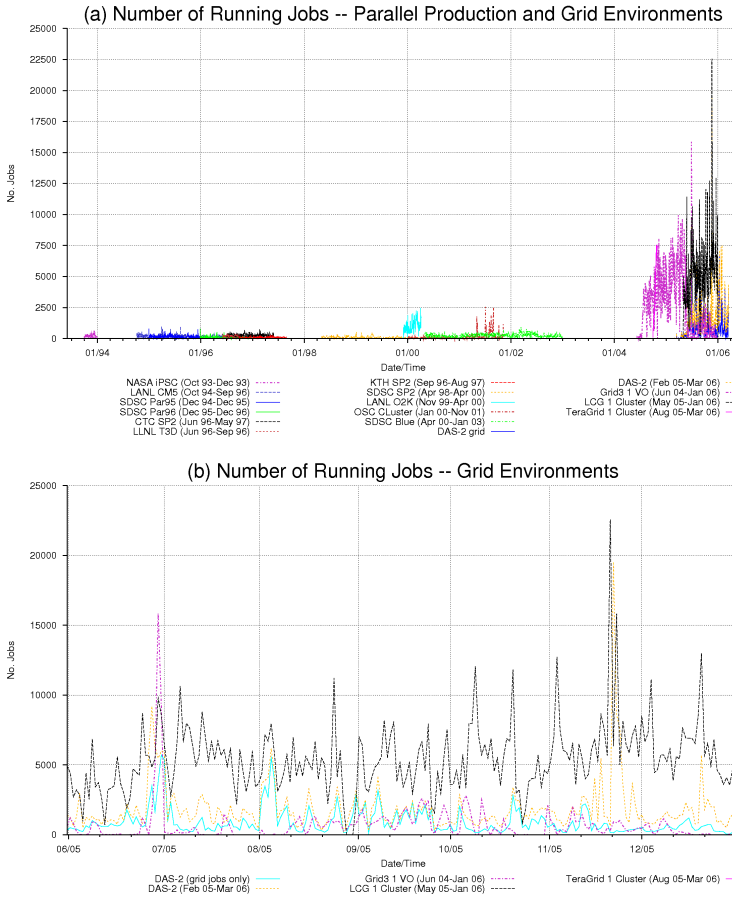 (a) Number of Running Jobs -- Parallel Production and Grid Environments
25000
22500
20000
17500
15000
12500
10000
7500
5000
2500
0
No. Jobs
01/94 01/96 01/98 01/00 01/02 01/04 01/06
Date/Time
NASA iPSC (Oct 93-Dec 93) KTH SP2 (Sep 96-Aug 97) DAS-2 (Feb 05-Mar 06)
LANL CM5 (Oct 94-Sep 96) SDSC SP2 (Apr 98-Apr 00) Grid3 1 VO (Jun 04-Jan 06)
SDSC Par95 (Dec 94-Dec 95) LANL O2K (Nov 99-Apr 00) LCG 1 Cluster (May 05-Jan 06)
SDSC Par96 (Dec 95-Dec 96) OSC CLuster (Jan 00-Nov 01) TeraGrid 1 Cluster (Aug 05-Mar 06)
CTC SP2 (Jun 96-May 97) SDSC Blue (Apr 00-Jan 03)
LLNL T3D (Jun 96-Sep 96) DAS-2 grid
(b) Number of Running Jobs -- Grid Environments
25000
20000
15000
10000
5000
0
No. Jobs
06/05 07/05 08/05 09/05 10/05 11/05 12/05
Date/Time
DAS-2 (grid jobs only) Grid3 1 VO (Jun 04-Jan 06) TeraGrid 1 Cluster (Aug 05-Mar 06)
DAS-2 (Feb 05-Mar 06) LCG 1 Cluster (May 05-Jan 06)